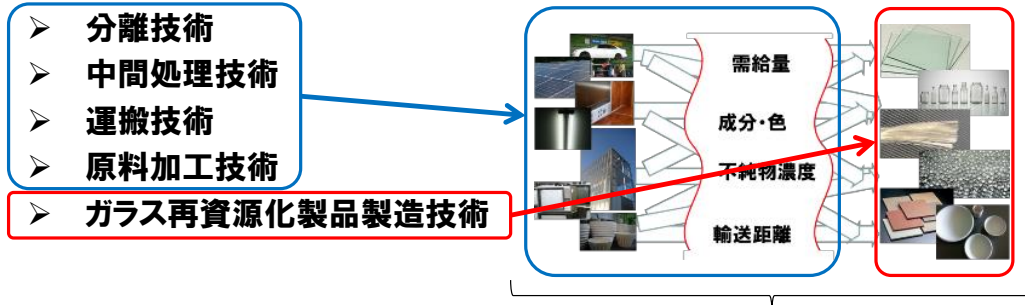 ➢ 分離技術
➢ 中間処理技術
➢ 運搬技術
➢ 原料加工技術
➢ ガラス再資源化製品製造技術
需給量
成分・色
不純物濃度
輸送距離